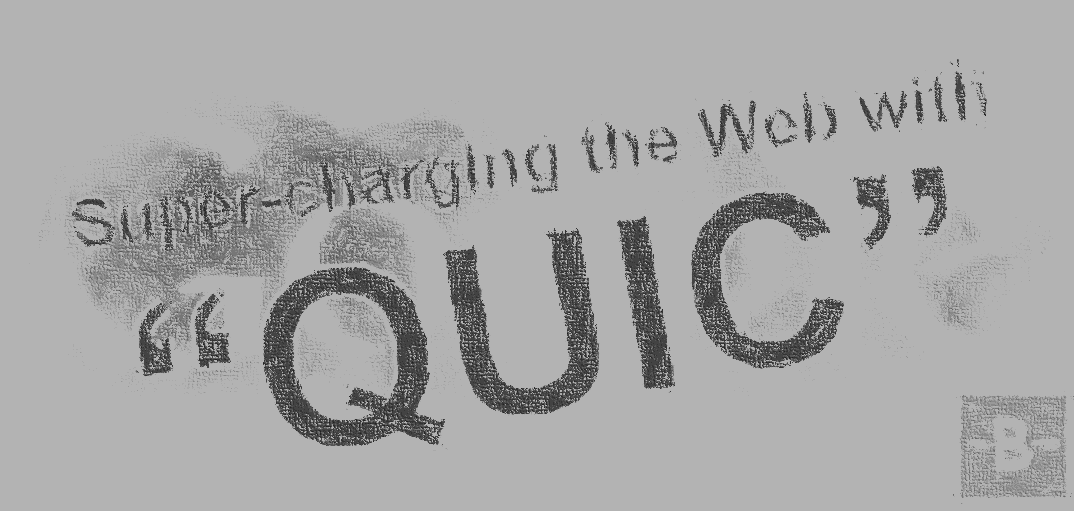 Super-charging the Web with
“QUIC”
B